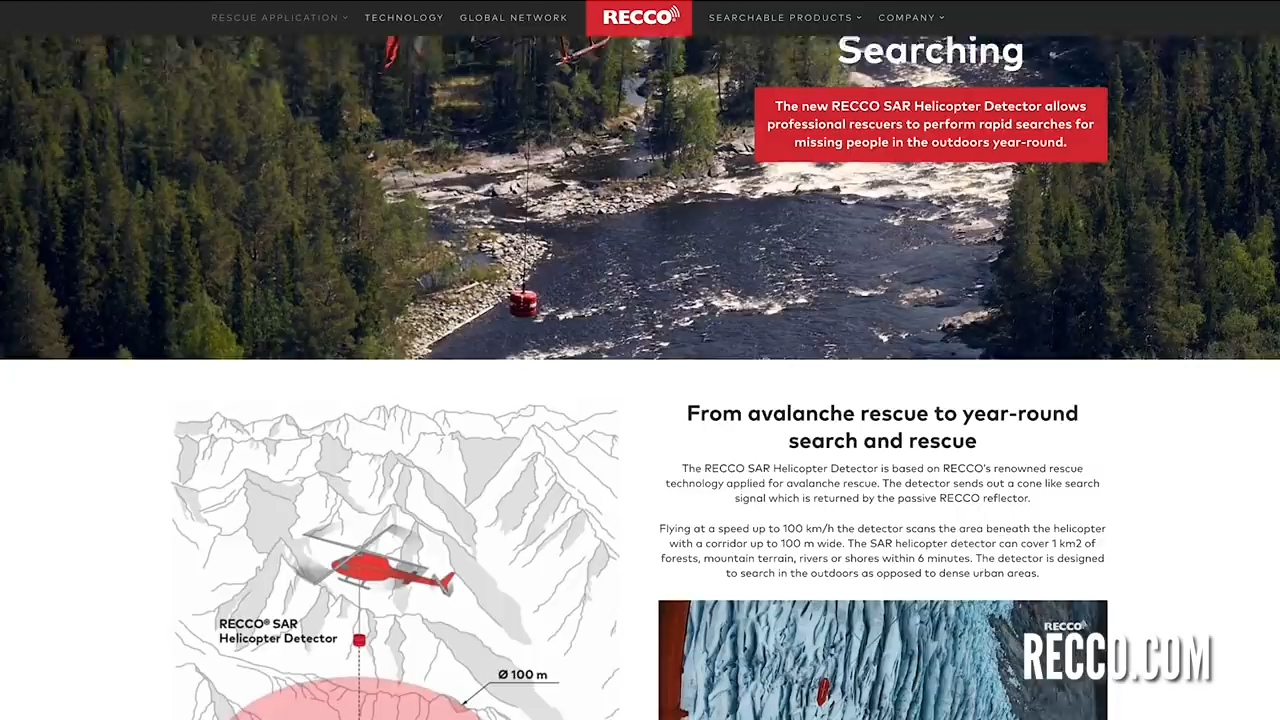 RESCUE APPLICATION
TECHNOLOGY
GLOBAL NETWORK
RECCO
SEARCHABLE PRODUCTS
COMPANY
Searching
The new RECCO SAR Helicopter Detector allows
professional rescuers to perform rapid searches for
missing people in the outdoors year-round.
From avalanche rescue to year-round
search and rescue
The RECCO SAR Helicopter Detector is based on RECCO's renowned rescue
technology applied for avalanche rescue. The detector sends out a cone like search
signal which is returned by the passive RECCO reflector.
Flying at a speed up to 100 km/h the detector scans the area beneath the helicopter
with a corridor up to 100 m wide. The SAR helicopter detector can cover 1 km2 of
forests, mountain terrain, rivers or shores within 6 minutes. The detector is designed
to search in the outdoors as opposed to dense urban areas.
RECCO® SAR
Helicopter Detector
Ø 100 m
RECCO
RECCO.COM